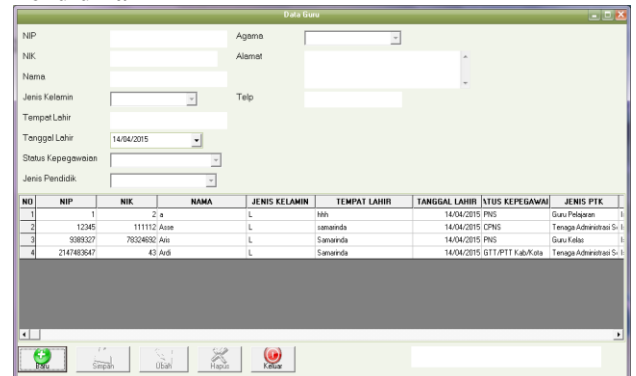 Data Guru
NIP
Agama
NIK
Alamat
Nama
Jenis Kelamin
Telp
Tempat Lahir
Tanggal Lahir 14/04/2015
Status Kepegawaian
Jenis Pendidik
NO NIP NIK NAMA JENIS KELAMIN TEMPAT LAHIR TANGGAL LAHIR ATUS KEPEGAWAI JENIS PTK
1 1 2 a L hhh 14/04/2015 PNS Guru Pelajaran
2 12345 111112 Asse L samarinda 14/04/2015 CPNS Tenaga Administrasi S
3 9389327 78324692 Aris L Samarinda 14/04/2015 PNS Guru Kelas
4 2147483647 43 Ardi L Samarinda 14/04/2015 GTT/PTT Kab/Kota Tenaga Administrasi S
Baru Simpan Ubah Hapus Keluar